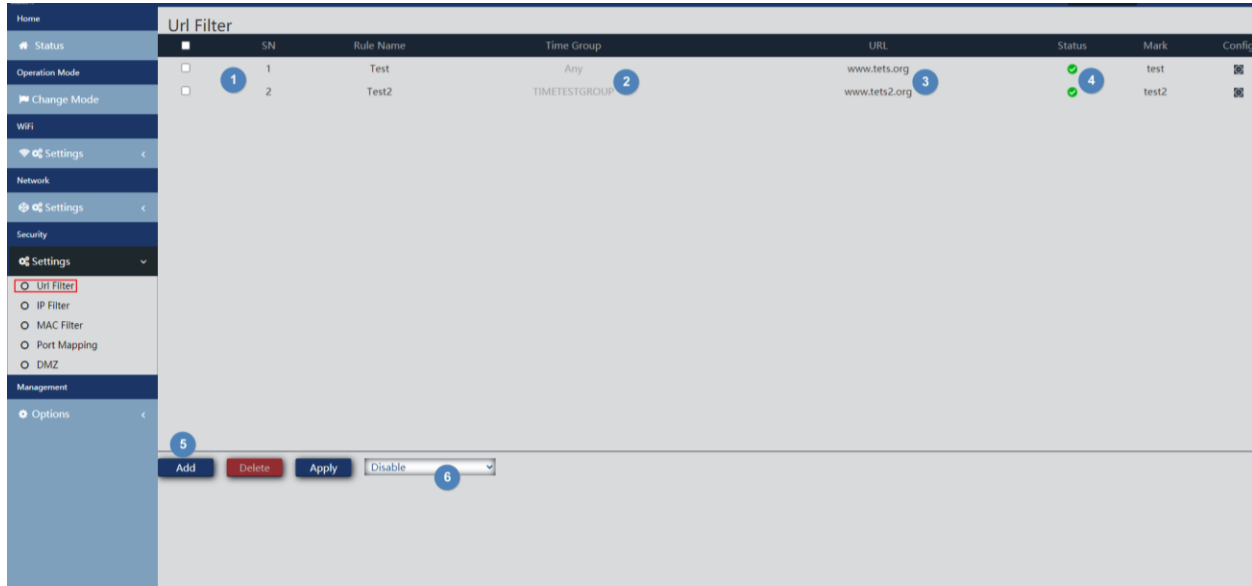 Home
Url Filter
Status
SN Rule Name Time Group URL Status Mark Config
Operation Mode
1 Test Any www.tets.org test
1 2 3 4
2 Test2 TIMETESTGROUP www.tets2.org test2
Change Mode
WiFi
Settings
Network
Settings
Security
Settings
Url Filter
IP Filter
MAC Filter
Port Mapping
DMZ
Management
Options
5
Add Delete Apply Disable
6